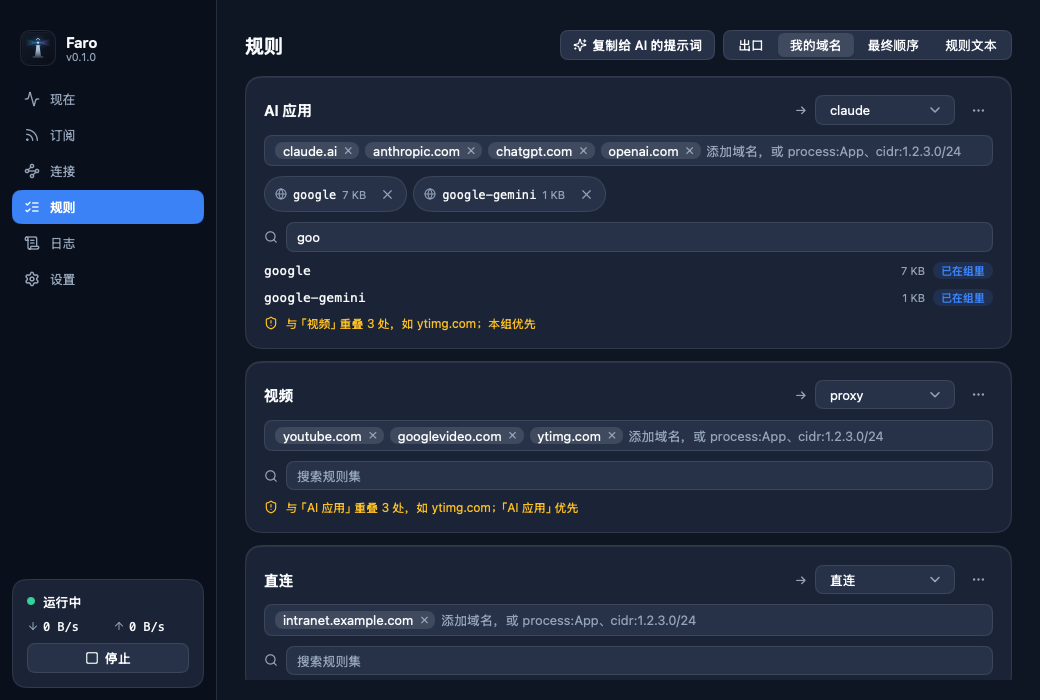 Faro
v0.1.0
现在
订阅
连接
规则
日志
设置
运行中
↓ 0 B/s ↑ 0 B/s
停止
规则
复制给 AI 的提示词 出口 我的域名 最终顺序 规则文本
AI 应用 → claude ···
claude.ai × anthropic.com × chatgpt.com × openai.com × 添加域名，或 process:App、cidr:1.2.3.0/24
google 7 KB × google-gemini 1 KB ×
goo
google 7 KB 已在组里
google-gemini 1 KB 已在组里
与「视频」重叠 3 处，如 ytimg.com；本组优先
视频 → proxy ···
youtube.com × googlevideo.com × ytimg.com × 添加域名，或 process:App、cidr:1.2.3.0/24
搜索规则集
与「AI 应用」重叠 3 处，如 ytimg.com；「AI 应用」优先
直连 → 直连 ···
intranet.example.com × 添加域名，或 process:App、cidr:1.2.3.0/24
搜索规则集